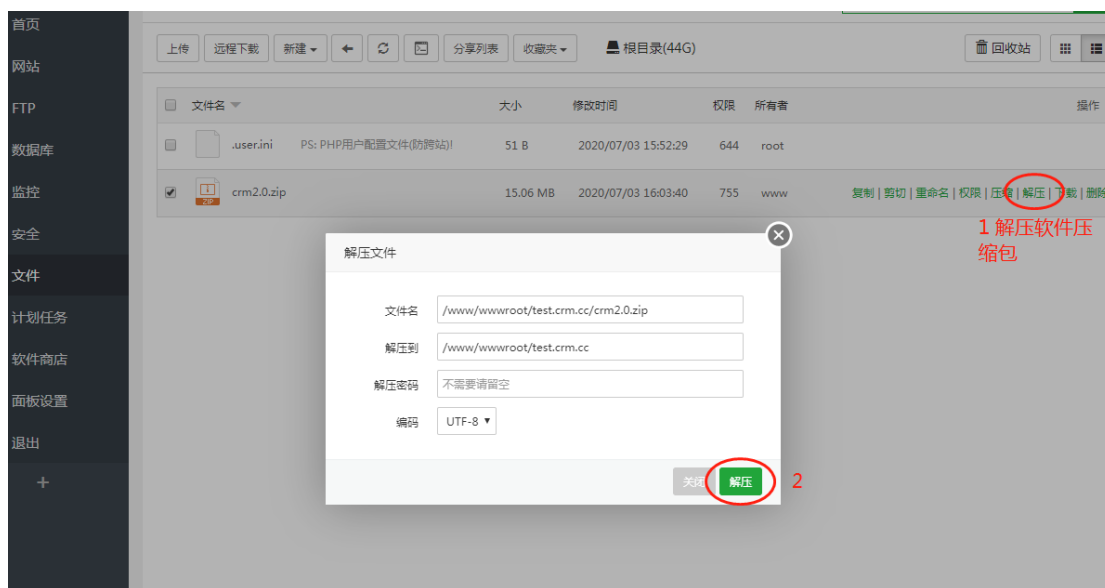 首页
网站
FTP
数据库
监控
安全
文件
计划任务
软件商店
面板设置
退出
+
上传 远程下载 新建 分享列表 收藏夹 根目录(44G) 回收站
文件名 大小 修改时间 权限 所有者 操作
.user.ini PS: PHP用户配置文件(防跨站)! 51 B 2020/07/03 15:52:29 644 root
ZIP crm2.0.zip 15.06 MB 2020/07/03 16:03:40 755 www 复制 | 剪切 | 重命名 | 权限 | 压缩 | 解压 | 下载 | 删除
1 解压软件压
缩包
解压文件
文件名 /www/wwwroot/test.crm.cc/crm2.0.zip
解压到 /www/wwwroot/test.crm.cc
解压密码 不需要请留空
编码 UTF-8
关闭 解压 2